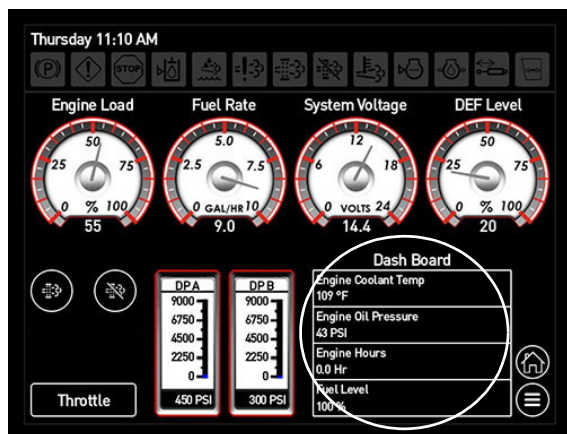 Thursday 11:10 AM
(P) STOP
Engine Load Fuel Rate System Voltage DEF Level
50 5.0 12 50
25 75 2.5 7.5 6 18 25 75
0 % 100 0 GAL/HR 10 0 VOLTS 24 0 % 100
55 9.0 14.4 20
Dash Board
Engine Coolant Temp
109 °F
Engine Oil Pressure
43 PSI
Engine Hours
0.0 Hr
Fuel Level
100 %
DP A
9000
6750
4500
2250
0
450 PSI
DP B
9000
6750
4500
2250
0
300 PSI
Throttle